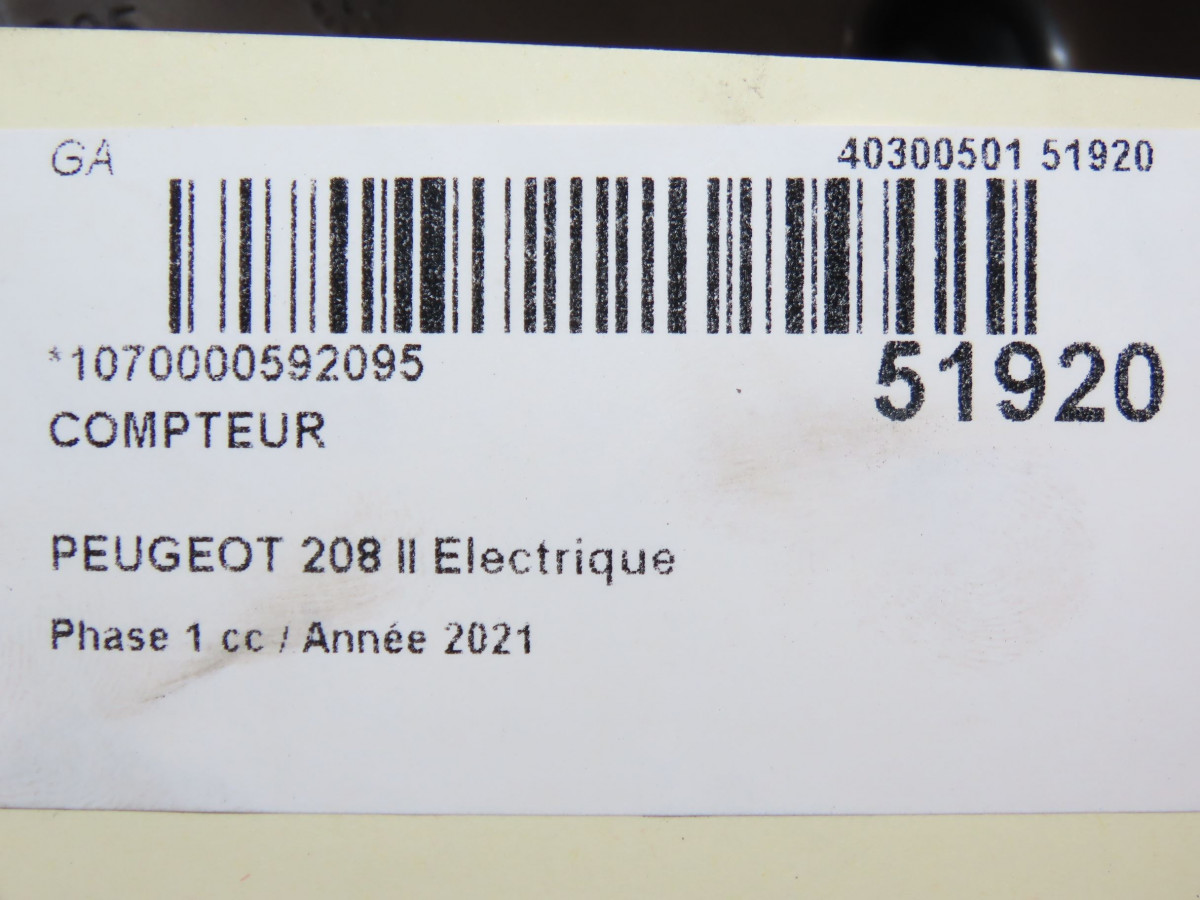 GA
40300501 51920
*1070000592095
51920
COMPTEUR
PEUGEOT 208 II Electrique
Phase 1 cc / Année 2021